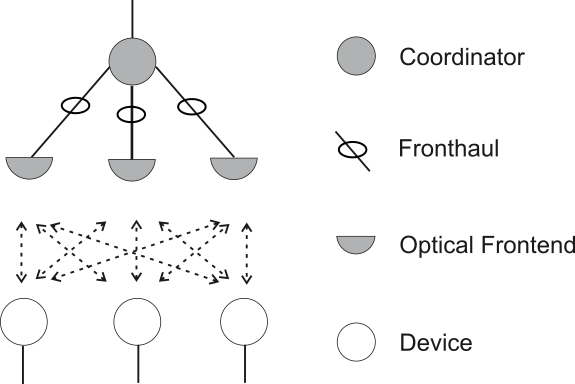 Coordinator
Fronthaul
Optical Frontend
Device